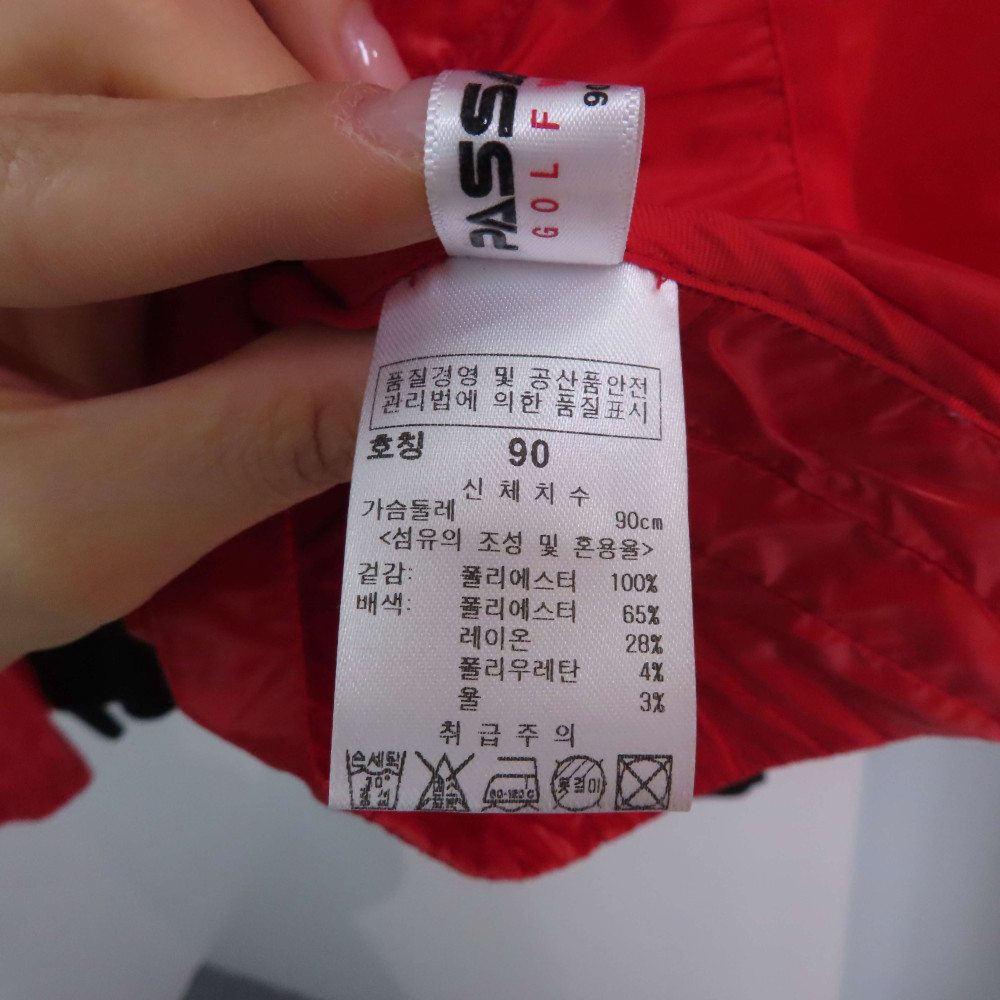 PASS
GOLF
90
품질경영 및 공산품안전
관리법에 의한 품질표시
호칭 90
신체치수
가슴둘레 90cm
<섬유의 조성 및 혼용율>
겉감: 폴리에스터 100%
배색: 폴리에스터 65%
레이온 28%
폴리우레탄 4%
울 3%
취급주의
손세탁 80-120℃ 옷걸이